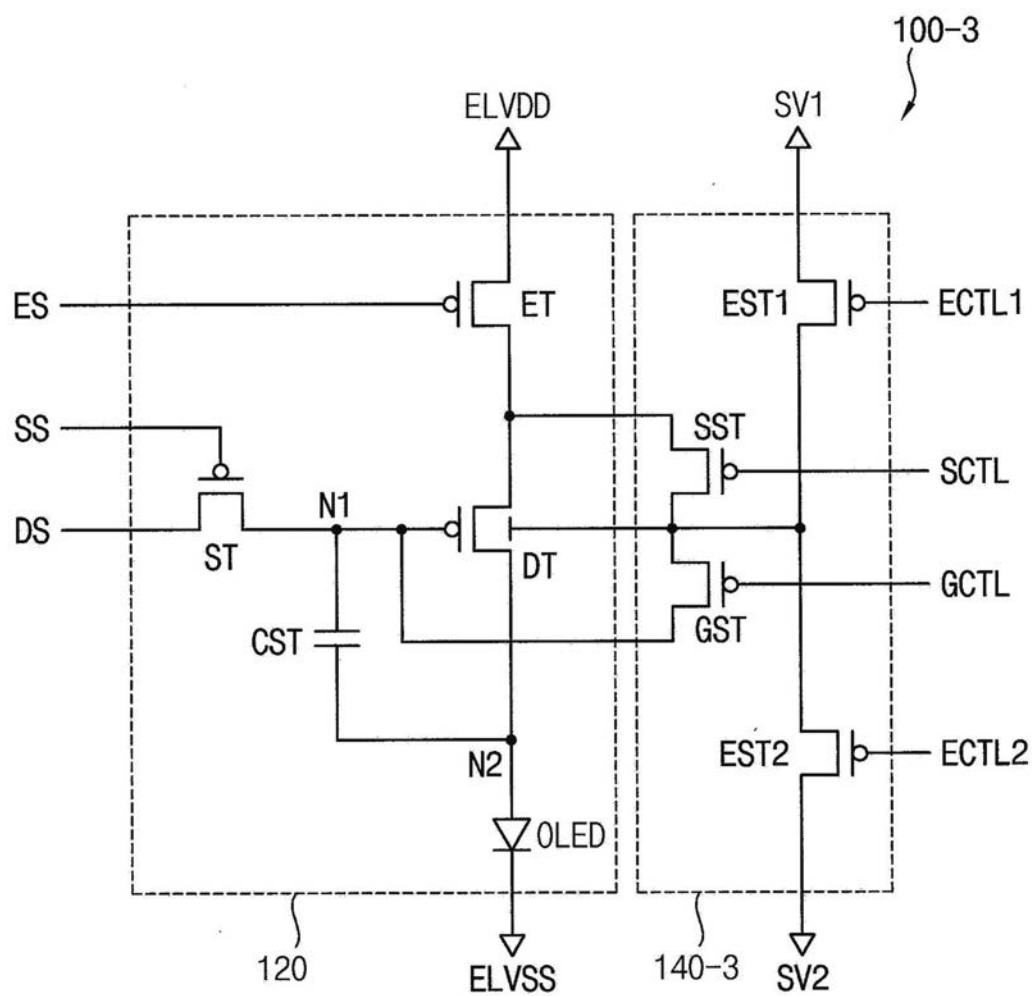 100-3
ELVDD
SV1
ES
ET
EST1
ECTL1
SS
SST
SCTL
DS
ST
N1
DT
GCTL
GST
CST
N2
EST2
ECTL2
OLED
120
ELVSS
140-3
SV2